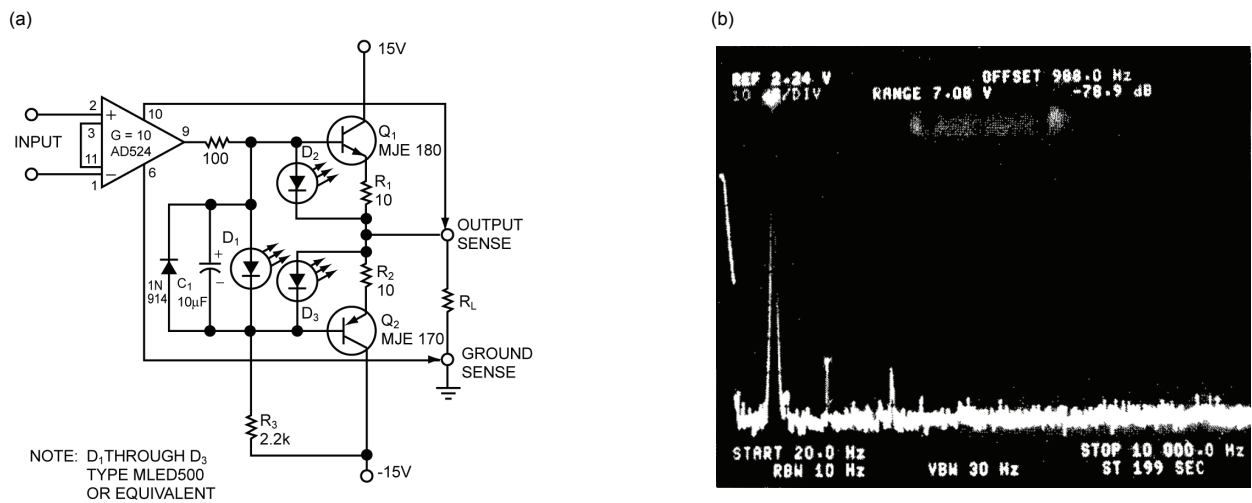 (a)
15V
2
10
3
G = 10
9
AD524
INPUT
11
100
1
6
Q1
MJE 180
D2
R1
10
OUTPUT
SENSE
D1
1N
914
C1
10μF
+
−
D3
R2
10
RL
Q2
MJE 170
GROUND
SENSE
R3
2.2k
-15V
NOTE: D1THROUGH D3
TYPE MLED500
OR EQUIVALENT
(b)
REF 2.24 V OFFSET 988.0 Hz
10 /DIV RANGE 7.08 V -78.9 dB
START 20.0 Hz STOP 10 000.0 Hz
RBW 10 Hz VBW 30 Hz ST 199 SEC